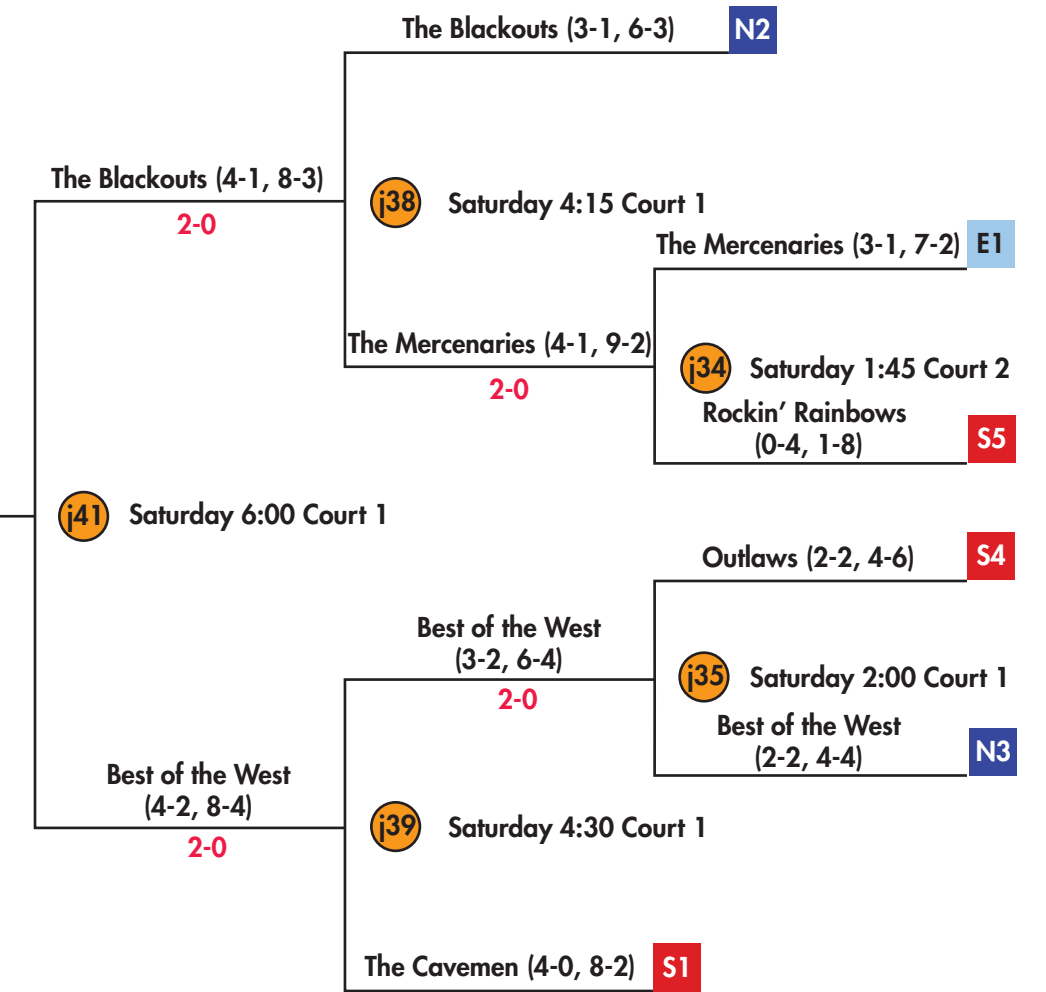 The Blackouts (3-1, 6-3)
N2
The Blackouts (4-1, 8-3)
2-0
j38
Saturday 4:15 Court 1
The Mercenaries (3-1, 7-2)
E1
The Mercenaries (4-1, 9-2)
2-0
j34
Saturday 1:45 Court 2
Rockin’ Rainbows
(0-4, 1-8)
S5
j41
Saturday 6:00 Court 1
Outlaws (2-2, 4-6)
S4
Best of the West
(3-2, 6-4)
2-0
j35
Saturday 2:00 Court 1
Best of the West
(2-2, 4-4)
N3
Best of the West
(4-2, 8-4)
2-0
j39
Saturday 4:30 Court 1
The Cavemen (4-0, 8-2)
S1